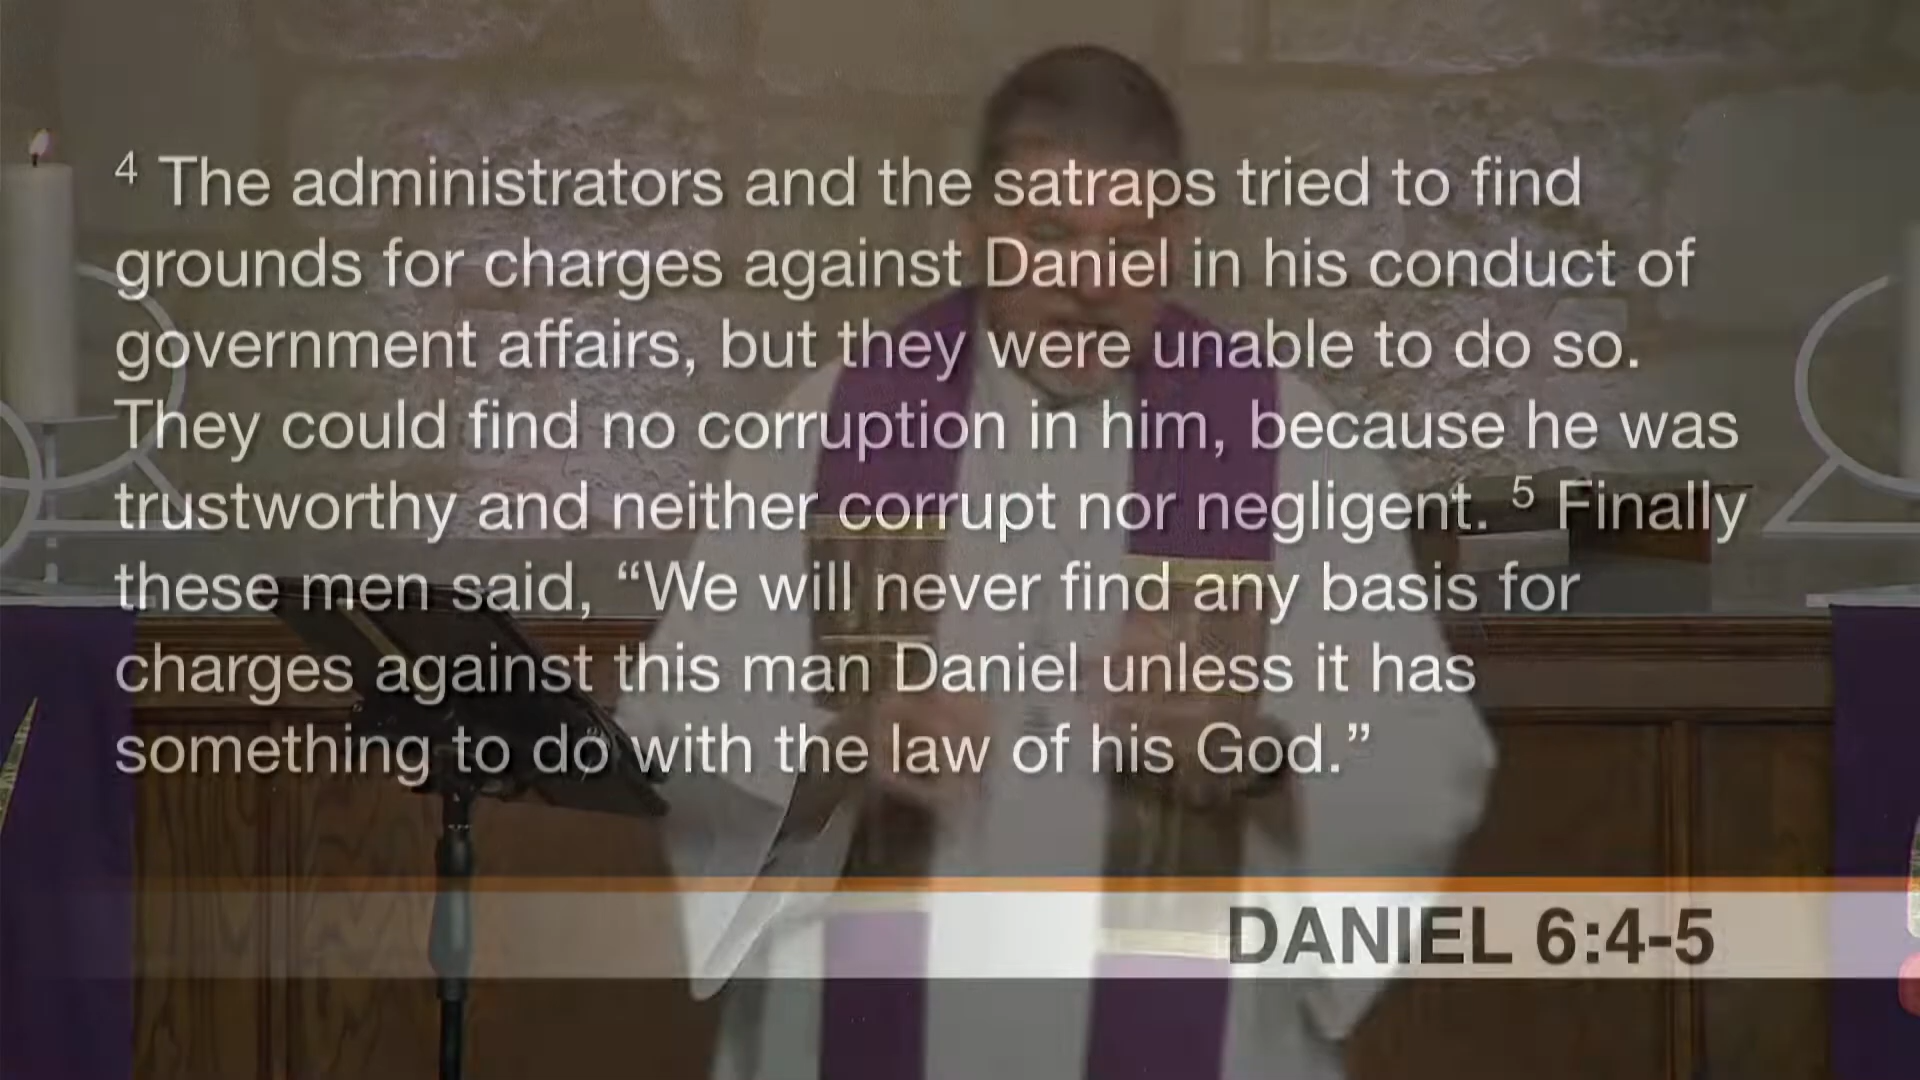 4 The administrators and the satraps tried to find
grounds for charges against Daniel in his conduct of
government affairs, but they were unable to do so.
They could find no corruption in him, because he was
trustworthy and neither corrupt nor negligent. 5 Finally
these men said, “We will never find any basis for
charges against this man Daniel unless it has
something to do with the law of his God.”
DANIEL 6:4-5